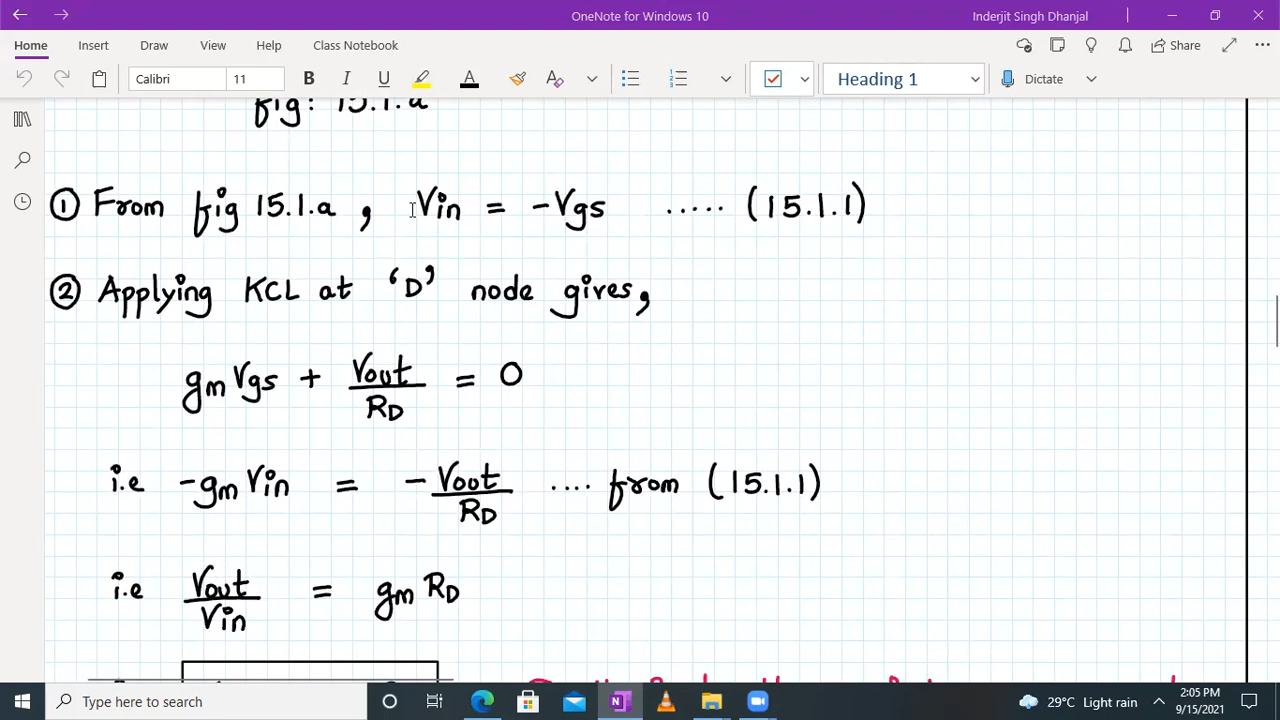 OneNote for Windows 10
Inderjit Singh Dhanjal
Home Insert Draw View Help Class Notebook Share
Calibri 11 B I U A Heading 1 Dictate
fig: 15.1.a
① From fig 15.1.a, Vin = -Vgs ..... (15.1.1)
② Applying KCL at 'D' node gives,
gm Vgs + Vout/RD = 0
i.e -gm Vin = -Vout/RD .... from (15.1.1)
i.e Vout/Vin = gm RD
Type here to search
29°C Light rain
2:05 PM
9/15/2021